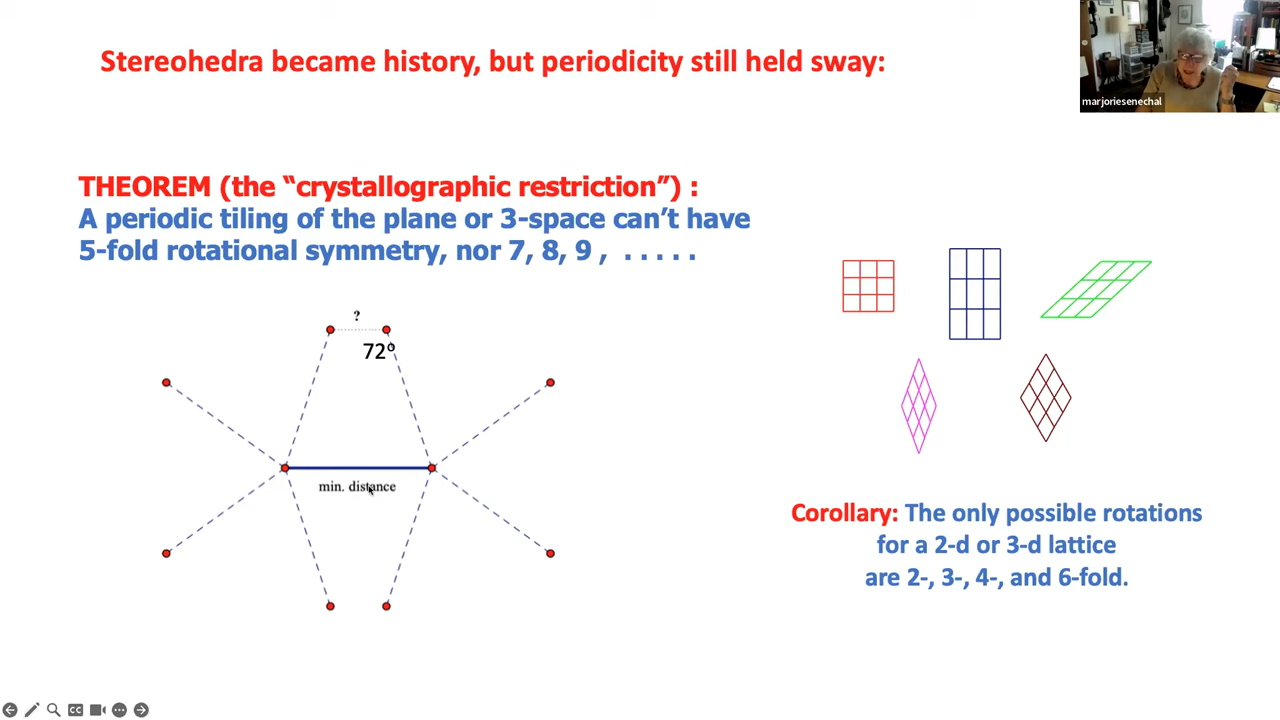 Stereohedra became history, but periodicity still held sway:
marjoriesenechal
THEOREM (the “crystallographic restriction”) :
A periodic tiling of the plane or 3-space can’t have
5-fold rotational symmetry, nor 7, 8, 9 , . . . . .
?
72º
min. distance
Corollary: The only possible rotations
for a 2-d or 3-d lattice
are 2-, 3-, 4-, and 6-fold.
CC